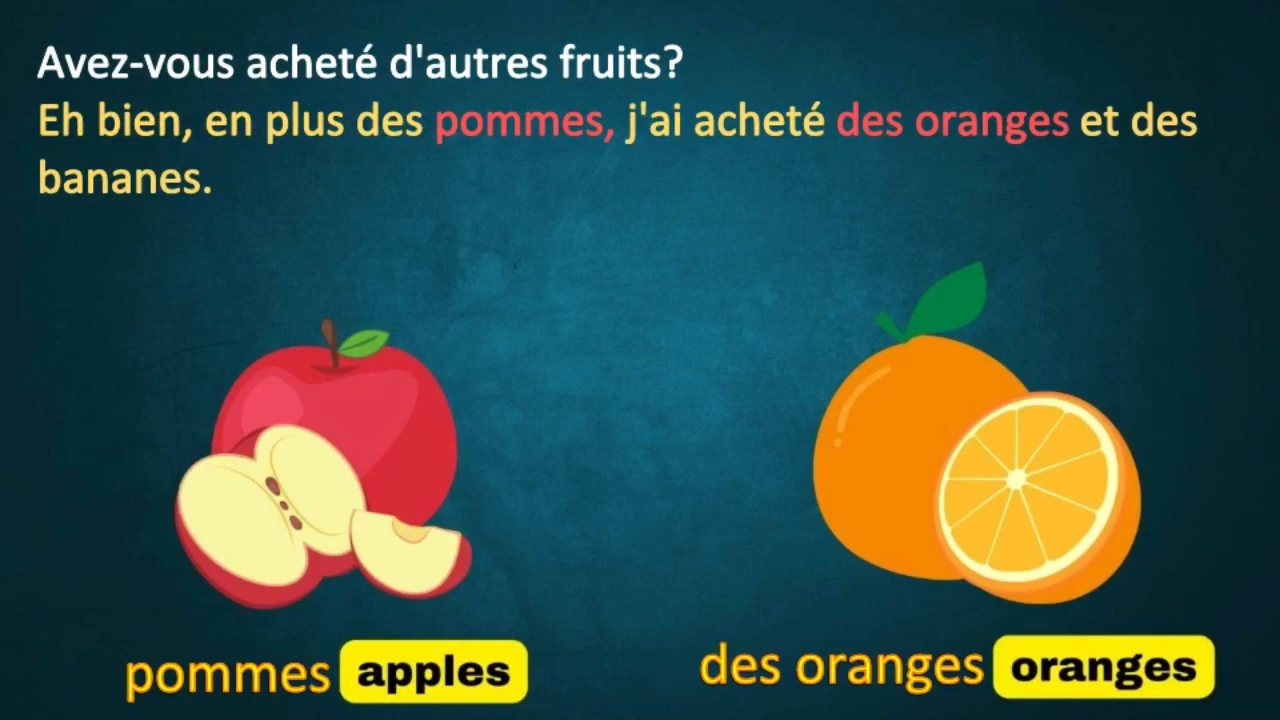 Avez-vous acheté d'autres fruits?
Eh bien, en plus des pommes, j'ai acheté des oranges et des
bananes.
pommes apples
des oranges oranges